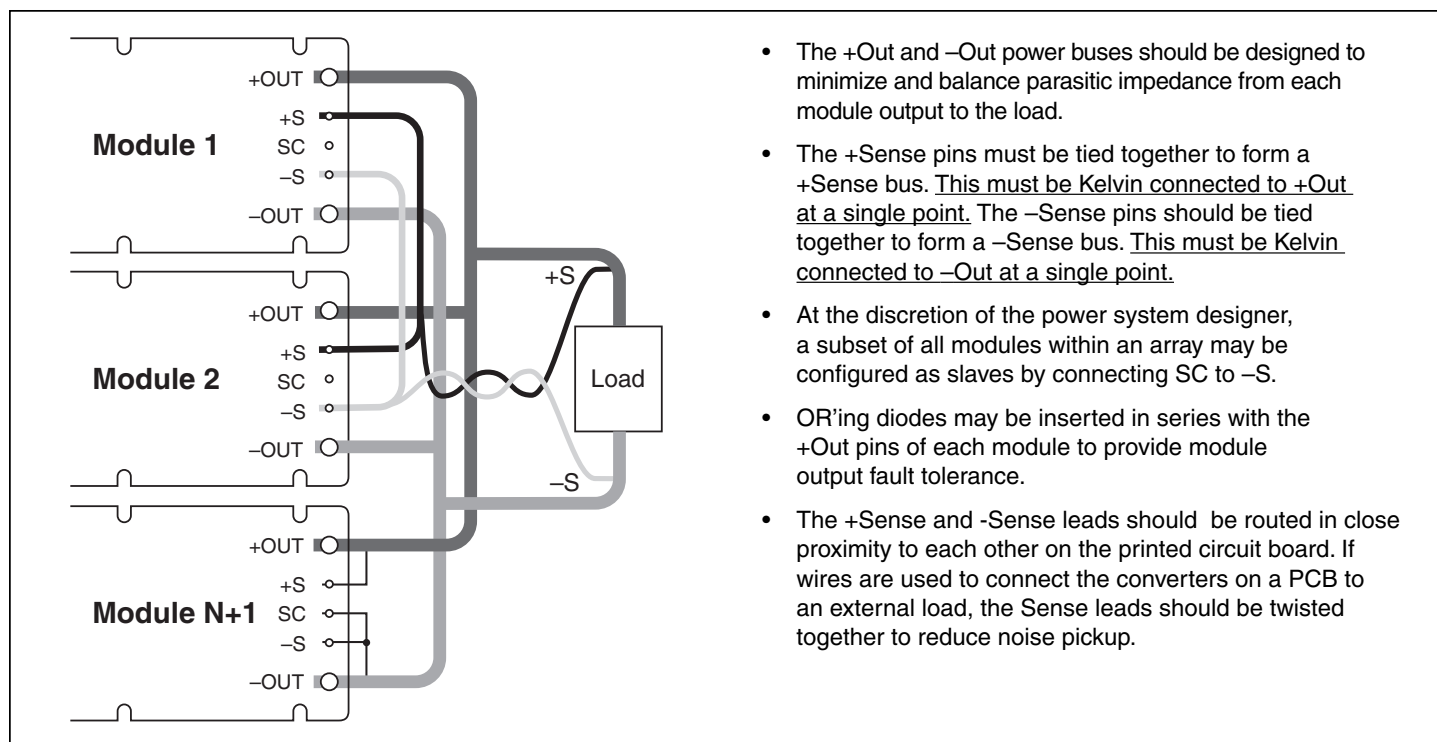 +OUT
+S
Module 1
SC
–S
–OUT
+OUT
+S
Module 2
SC
–S
–OUT
+OUT
+S
Module N+1
SC
–S
–OUT
+S
Load
–S
• The +Out and –Out power buses should be designed to
minimize and balance parasitic impedance from each
module output to the load.
• The +Sense pins must be tied together to form a
+Sense bus. This must be Kelvin connected to +Out
at a single point. The –Sense pins should be tied
together to form a –Sense bus. This must be Kelvin
connected to –Out at a single point.
• At the discretion of the power system designer,
a subset of all modules within an array may be
configured as slaves by connecting SC to –S.
• OR'ing diodes may be inserted in series with the
+Out pins of each module to provide module
output fault tolerance.
• The +Sense and -Sense leads should be routed in close
proximity to each other on the printed circuit board. If
wires are used to connect the converters on a PCB to
an external load, the Sense leads should be twisted
together to reduce noise pickup.